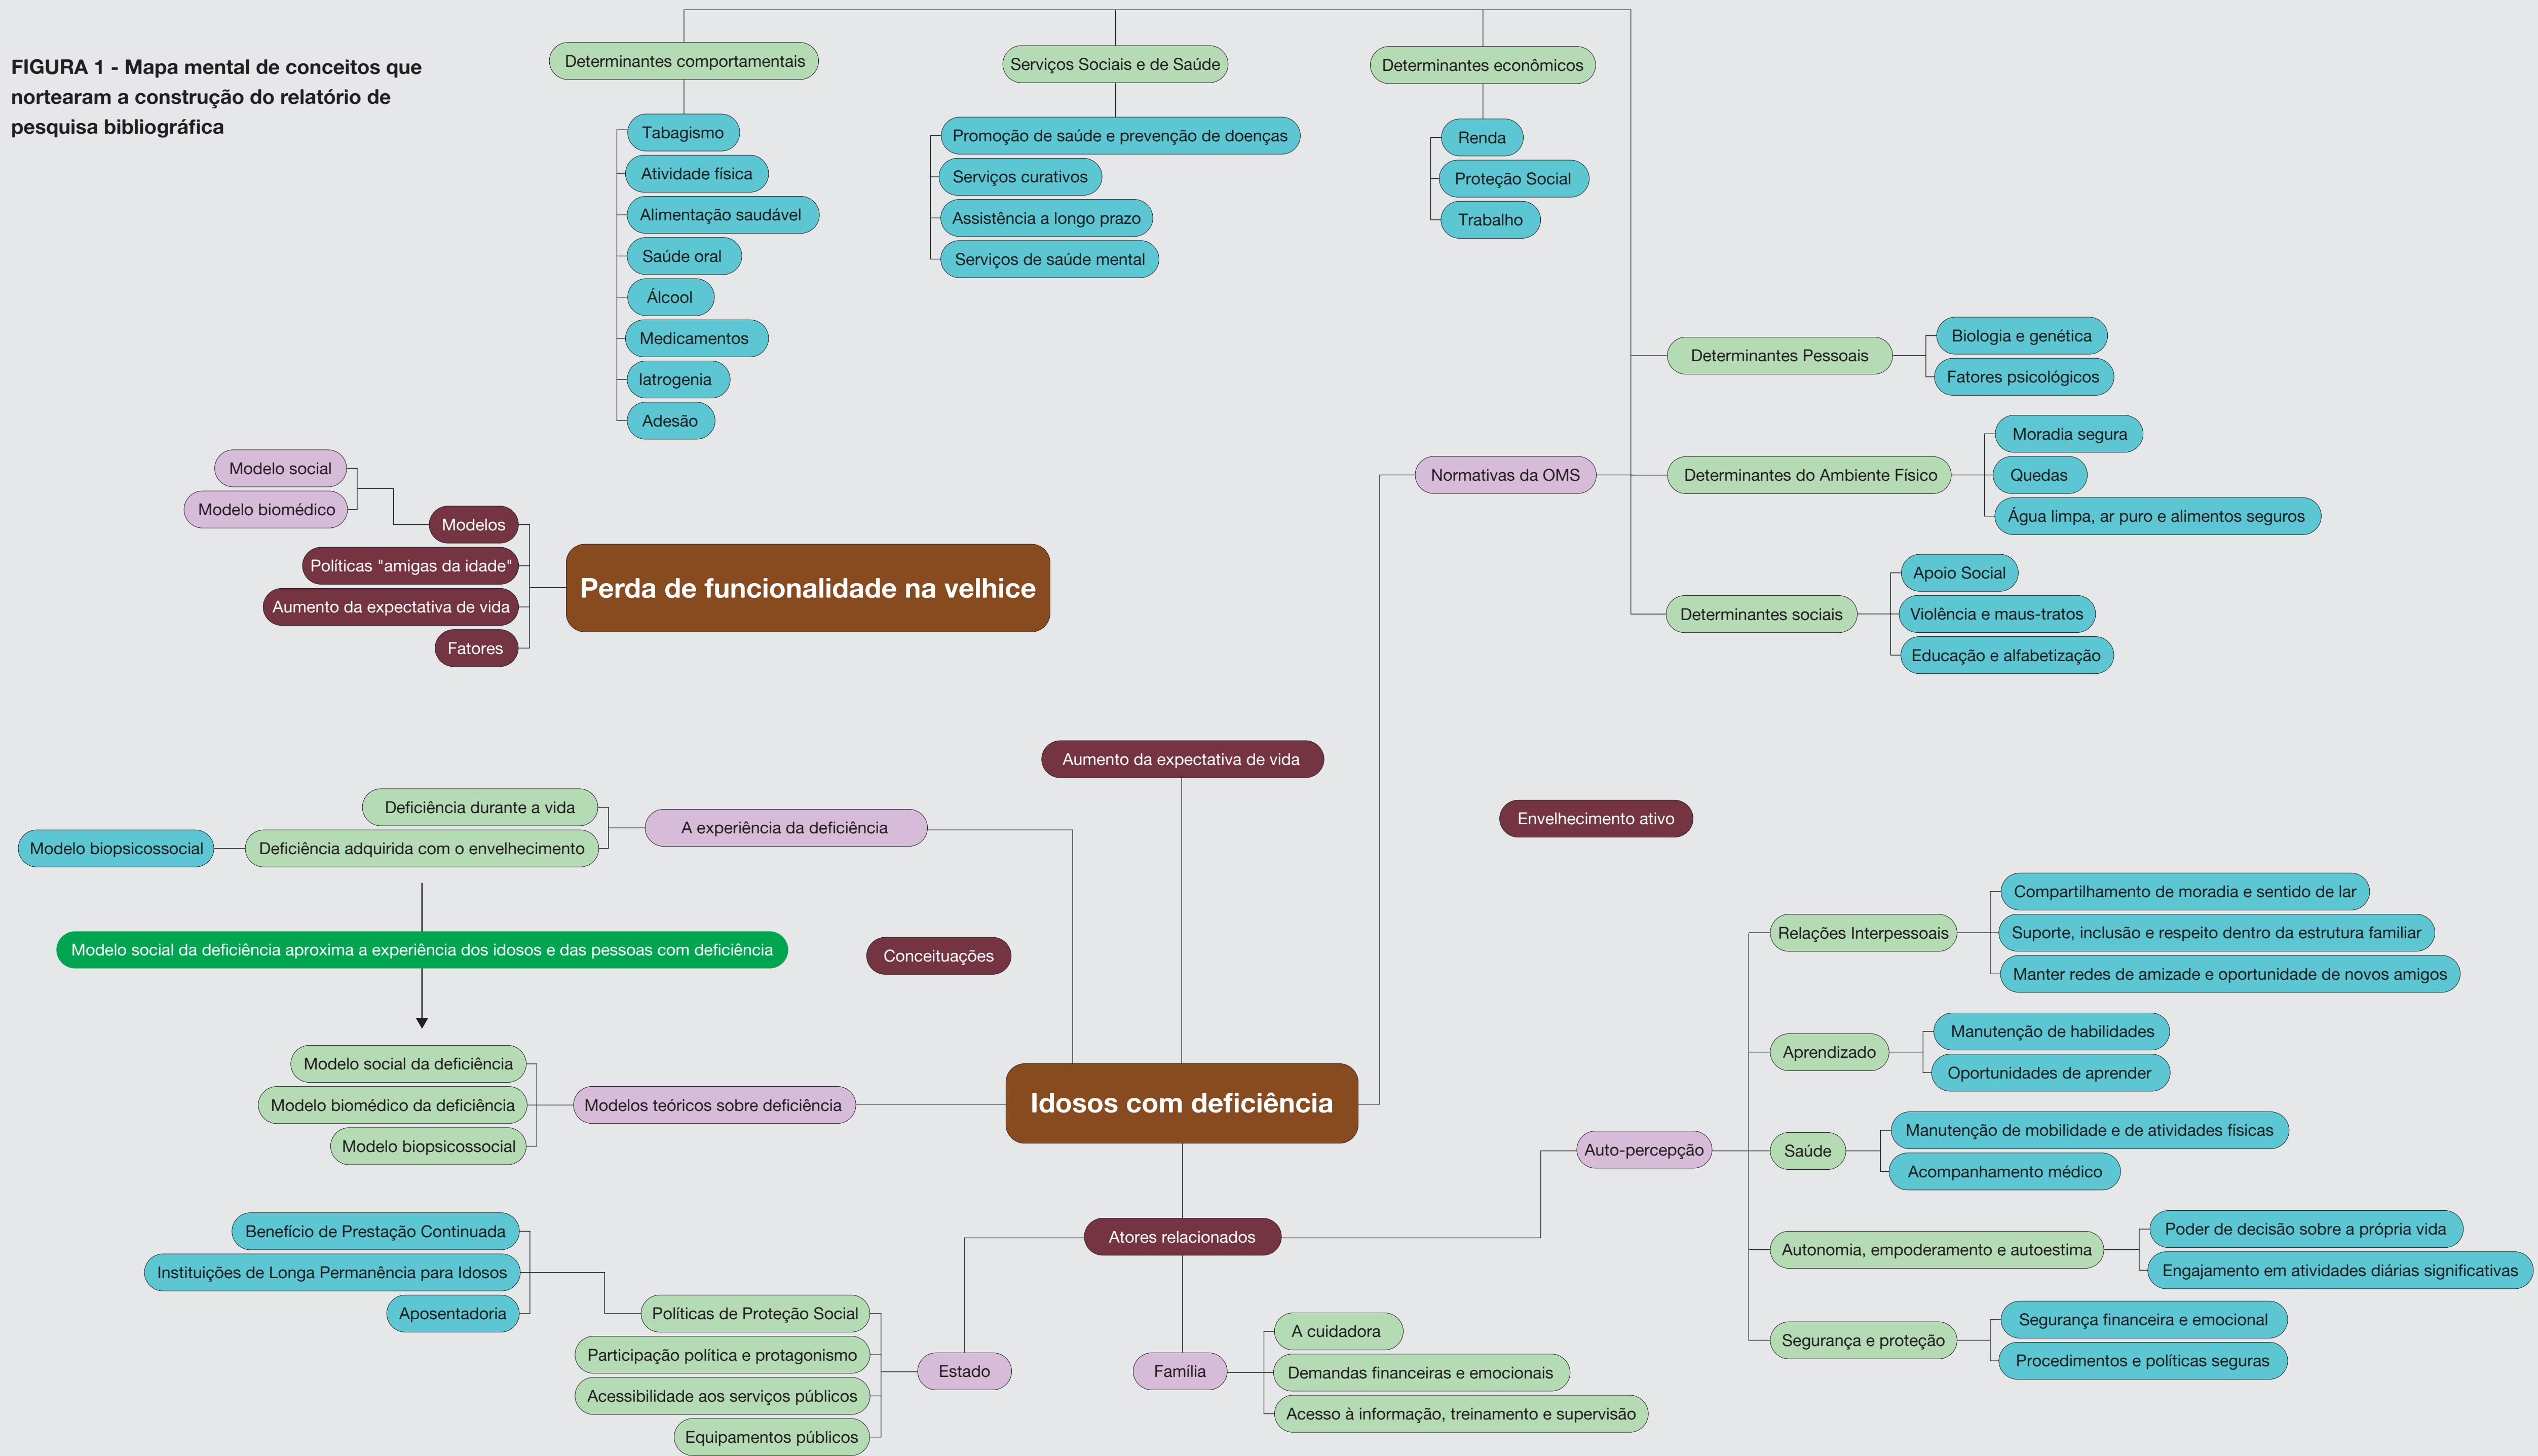 FIGURA 1 - Mapa mental de conceitos que
nortearam a construção do relatório de
pesquisa bibliográfica
Determinantes comportamentais
Tabagismo
Atividade física
Alimentação saudável
Saúde oral
Álcool
Medicamentos
Iatrogenia
Adesão
Serviços Sociais e de Saúde
Promoção de saúde e prevenção de doenças
Serviços curativos
Assistência a longo prazo
Serviços de saúde mental
Determinantes econômicos
Renda
Proteção Social
Trabalho
Normativas da OMS
Determinantes Pessoais
Biologia e genética
Fatores psicológicos
Determinantes do Ambiente Físico
Moradia segura
Quedas
Água limpa, ar puro e alimentos seguros
Determinantes sociais
Apoio Social
Violência e maus-tratos
Educação e alfabetização
Modelo social
Modelo biomédico
Modelos
Políticas "amigas da idade"
Aumento da expectativa de vida
Fatores
Perda de funcionalidade na velhice
Aumento da expectativa de vida
Envelhecimento ativo
Deficiência durante a vida
A experiência da deficiência
Modelo biopsicossocial
Deficiência adquirida com o envelhecimento
Modelo social da deficiência aproxima a experiência dos idosos e das pessoas com deficiência
Conceituações
Modelo social da deficiência
Modelo biomédico da deficiência
Modelo biopsicossocial
Modelos teóricos sobre deficiência
Idosos com deficiência
Atores relacionados
Benefício de Prestação Continuada
Instituições de Longa Permanência para Idosos
Aposentadoria
Políticas de Proteção Social
Participação política e protagonismo
Acessibilidade aos serviços públicos
Equipamentos públicos
Estado
Família
A cuidadora
Demandas financeiras e emocionais
Acesso à informação, treinamento e supervisão
Auto-percepção
Relações Interpessoais
Compartilhamento de moradia e sentido de lar
Suporte, inclusão e respeito dentro da estrutura familiar
Manter redes de amizade e oportunidade de novos amigos
Aprendizado
Manutenção de habilidades
Oportunidades de aprender
Saúde
Manutenção de mobilidade e de atividades físicas
Acompanhamento médico
Autonomia, empoderamento e autoestima
Poder de decisão sobre a própria vida
Engajamento em atividades diárias significativas
Segurança e proteção
Segurança financeira e emocional
Procedimentos e políticas seguras